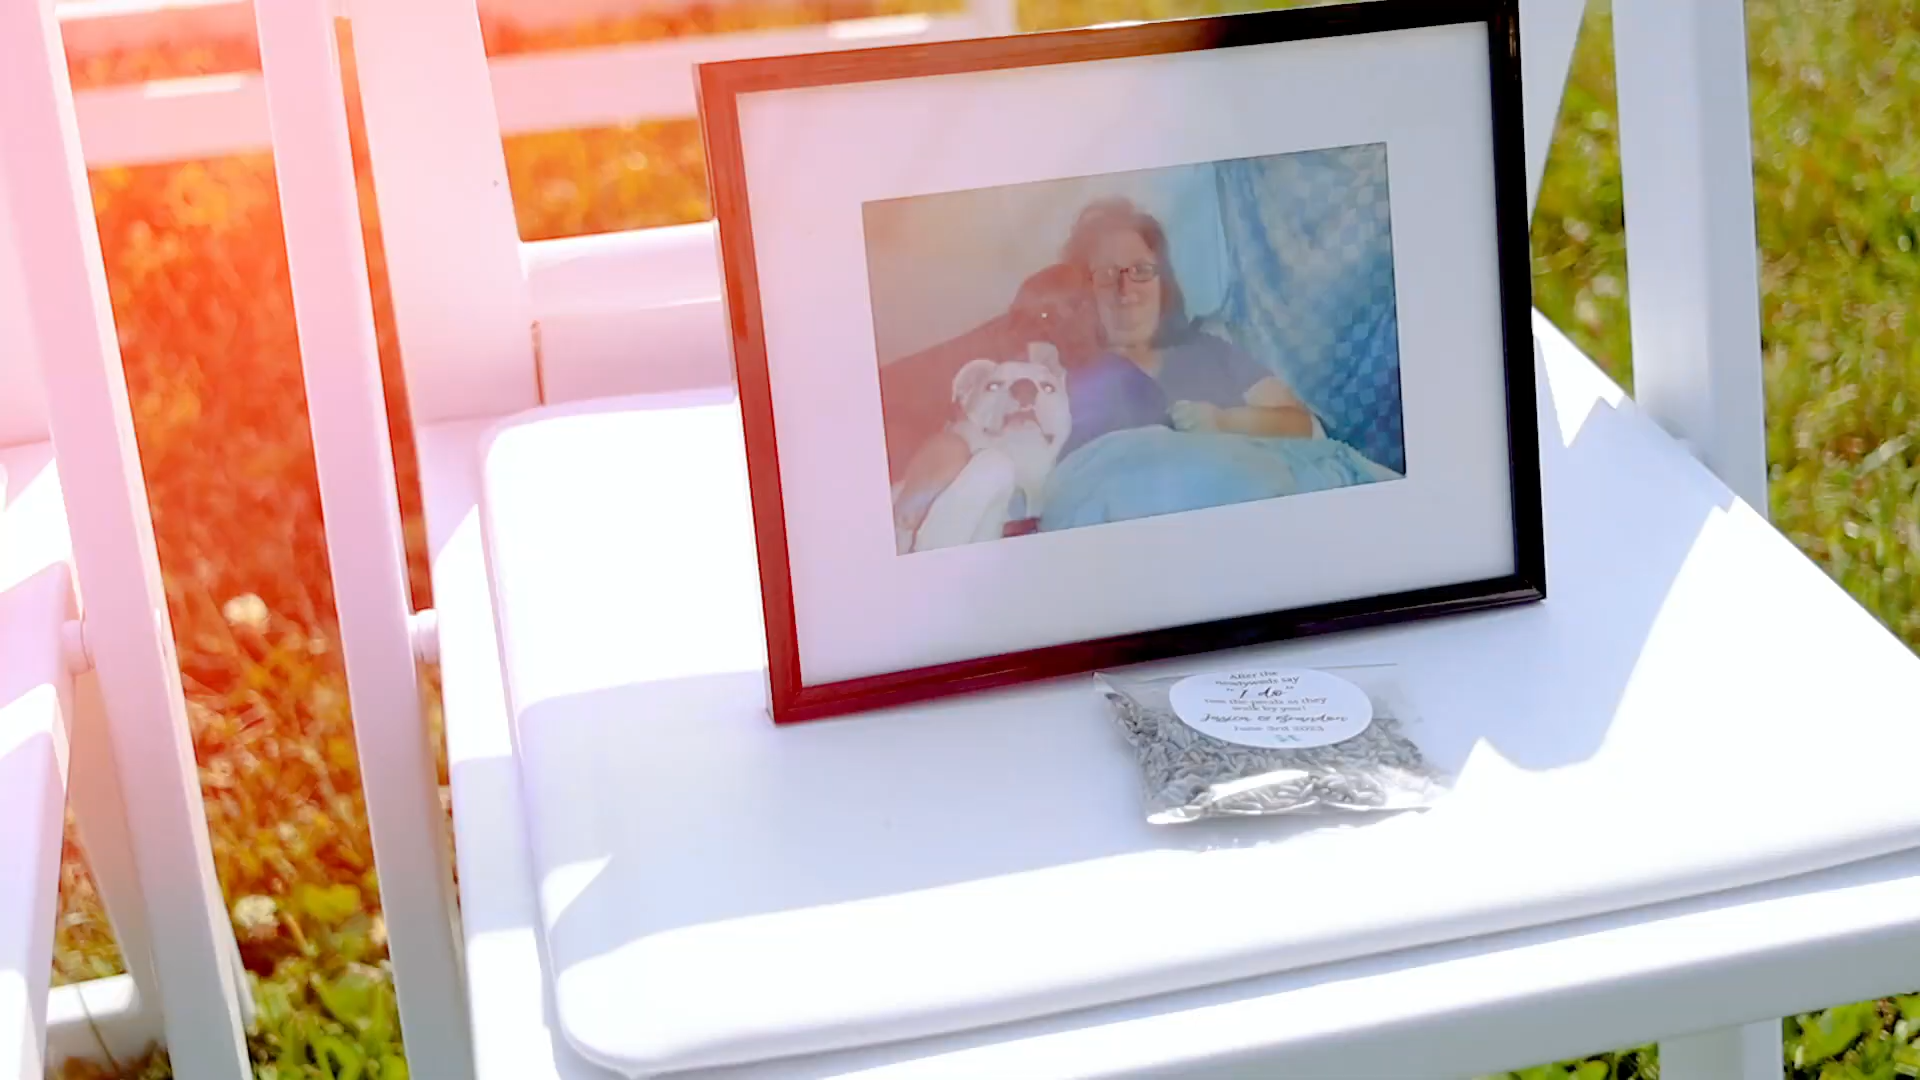 After the
newlyweds say
"I do"
toss the petals as they
walk by you!
Jessica & Brandon
June 3rd 2023